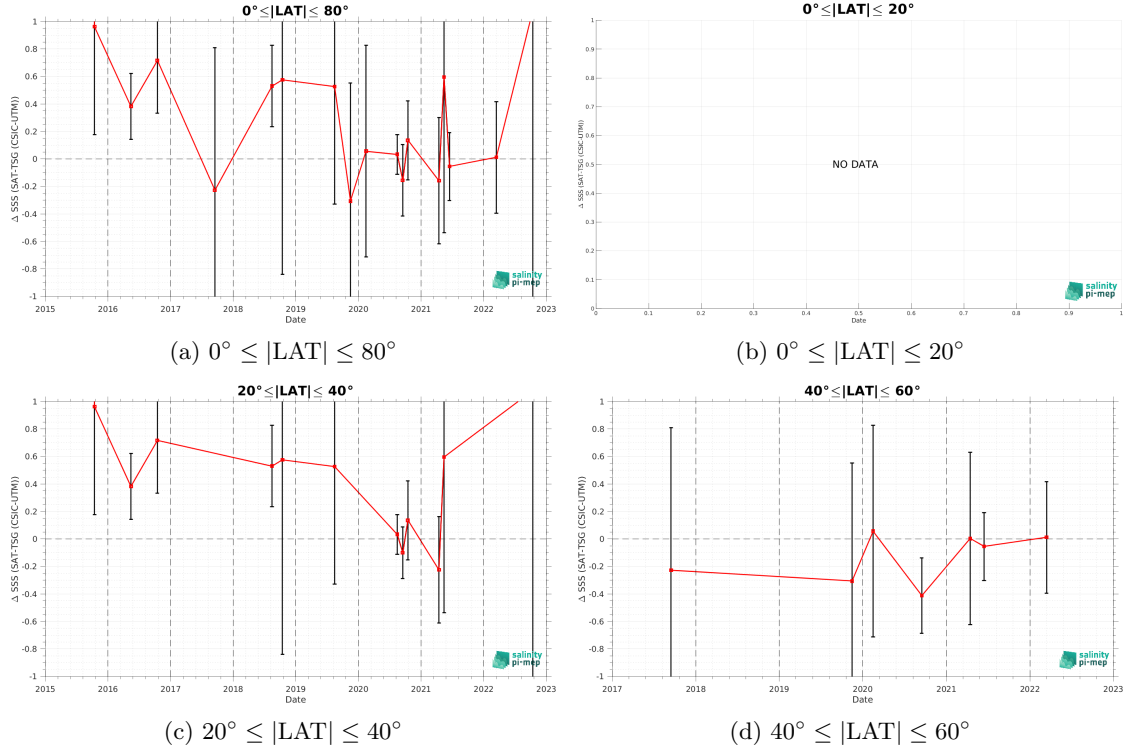 0°≤|LAT|≤ 80°
1
0.8
0.6
0.4
0.2
0
-0.2
-0.4
-0.6
-0.8
-1
Δ SSS (SAT-TSG (CSIC-UTM))
2015 2016 2017 2018 2019 2020 2021 2022 2023
Date
salinity
pi-mep
(a) 0° ≤ |LAT| ≤ 80°
0°≤|LAT|≤ 20°
1
0.9
0.8
0.7
0.6
0.5
0.4
0.3
0.2
0.1
0
Δ SSS (SAT-TSG (CSIC-UTM))
NO DATA
0 0.1 0.2 0.3 0.4 0.5 0.6 0.7 0.8 0.9 1
Date
salinity
pi-mep
(b) 0° ≤ |LAT| ≤ 20°
20°≤|LAT|≤ 40°
1
0.8
0.6
0.4
0.2
0
-0.2
-0.4
-0.6
-0.8
-1
Δ SSS (SAT-TSG (CSIC-UTM))
2015 2016 2017 2018 2019 2020 2021 2022 2023
Date
salinity
pi-mep
(c) 20° ≤ |LAT| ≤ 40°
40°≤|LAT|≤ 60°
1
0.8
0.6
0.4
0.2
0
-0.2
-0.4
-0.6
-0.8
-1
Δ SSS (SAT-TSG (CSIC-UTM))
2017 2018 2019 2020 2021 2022 2023
Date
salinity
pi-mep
(d) 40° ≤ |LAT| ≤ 60°